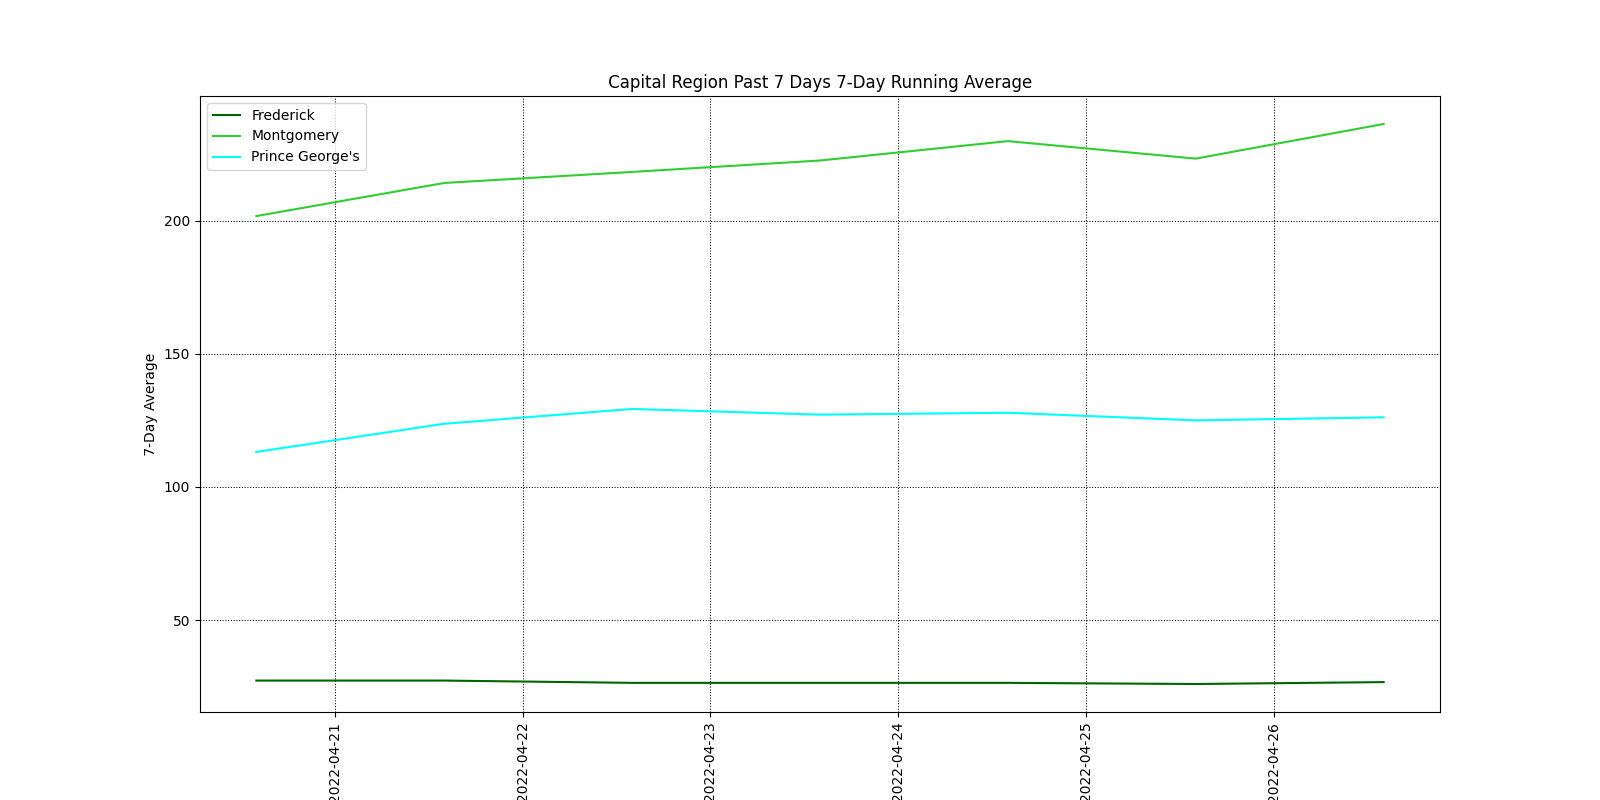 Capital Region Past 7 Days 7-Day Running Average
Frederick
Montgomery
Prince George's
7-Day Average
200
150
100
50
2022-04-21
2022-04-22
2022-04-23
2022-04-24
2022-04-25
2022-04-26